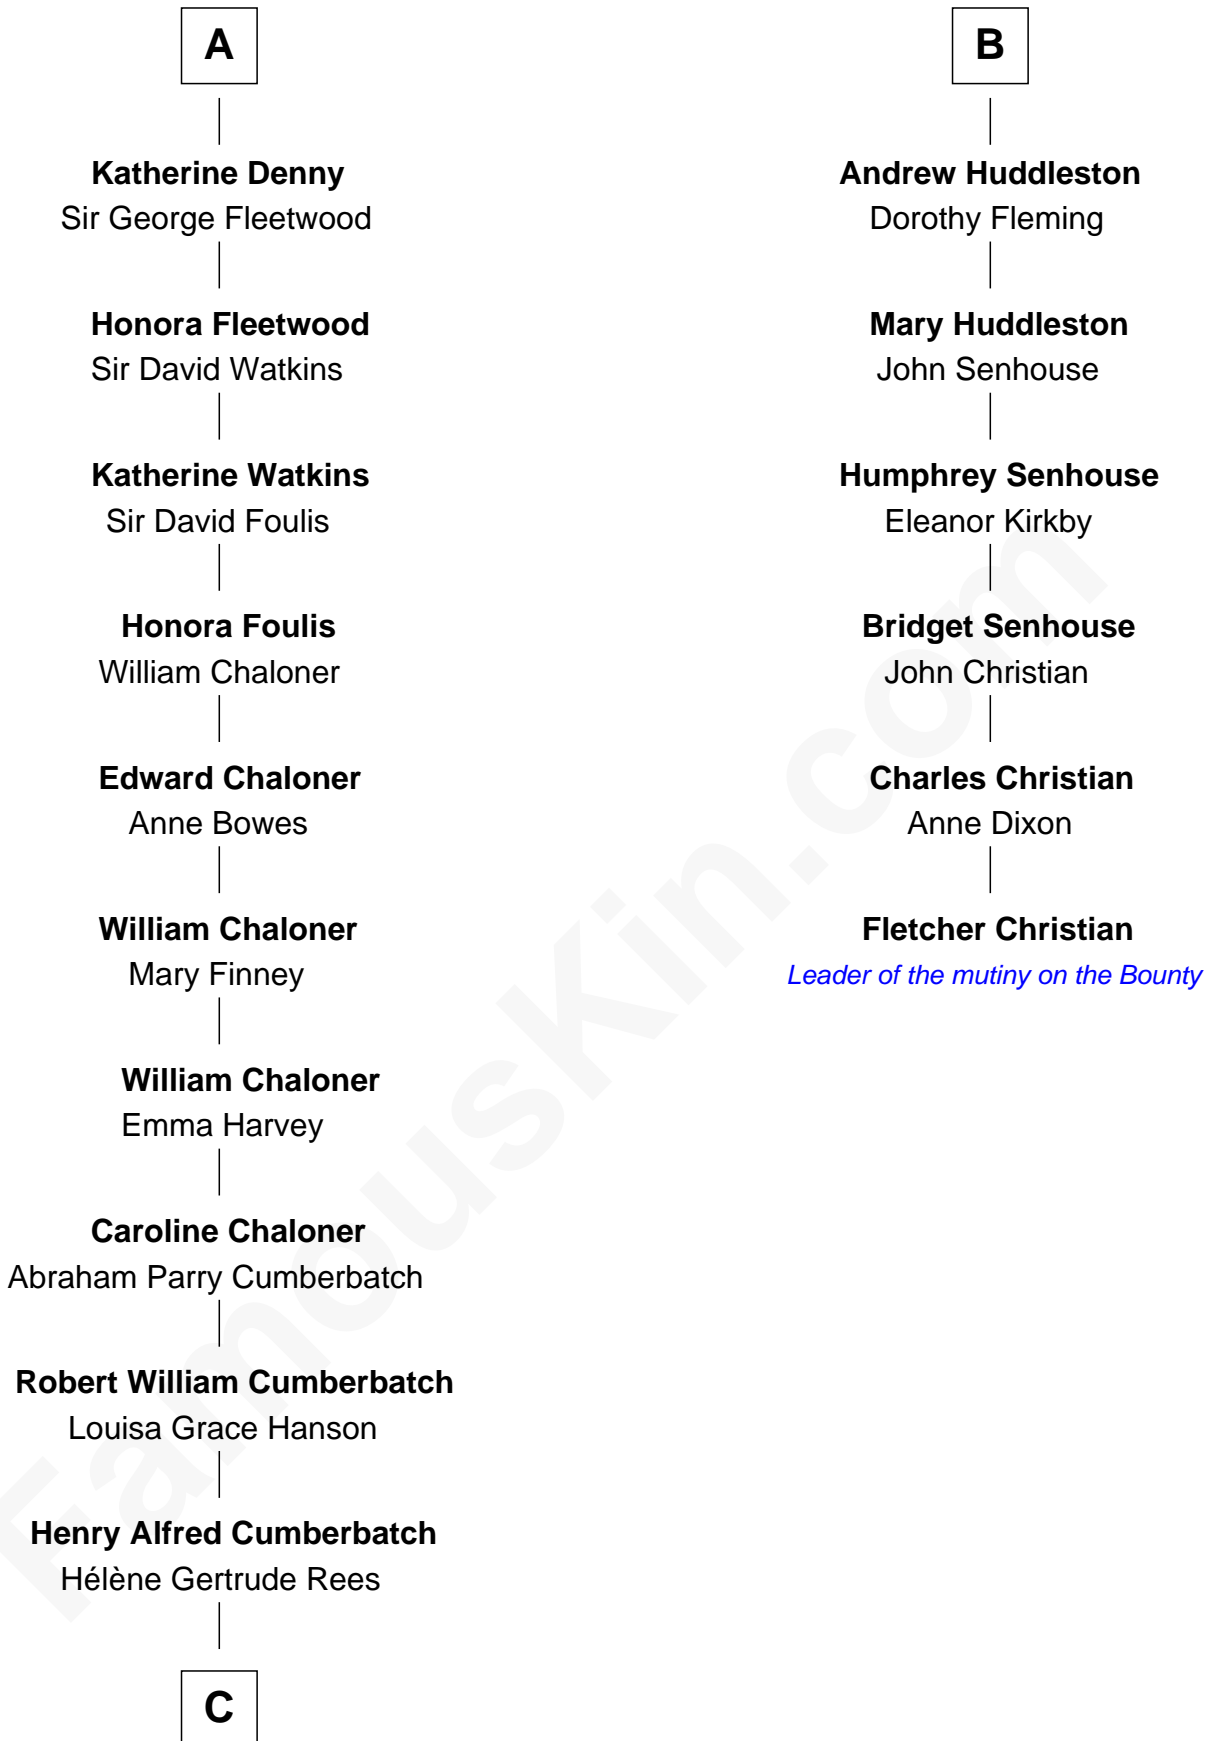 A
Katherine Denny
Sir George Fleetwood
Honora Fleetwood
Sir David Watkins
Katherine Watkins
Sir David Foulis
Honora Foulis
William Chaloner
Edward Chaloner
Anne Bowes
William Chaloner
Mary Finney
William Chaloner
Emma Harvey
Caroline Chaloner
Abraham Parry Cumberbatch
Robert William Cumberbatch
Louisa Grace Hanson
Henry Alfred Cumberbatch
Hélène Gertrude Rees
C
B
Andrew Huddleston
Dorothy Fleming
Mary Huddleston
John Senhouse
Humphrey Senhouse
Eleanor Kirkby
Bridget Senhouse
John Christian
Charles Christian
Anne Dixon
Fletcher Christian
Leader of the mutiny on the Bounty
FamousKin.com